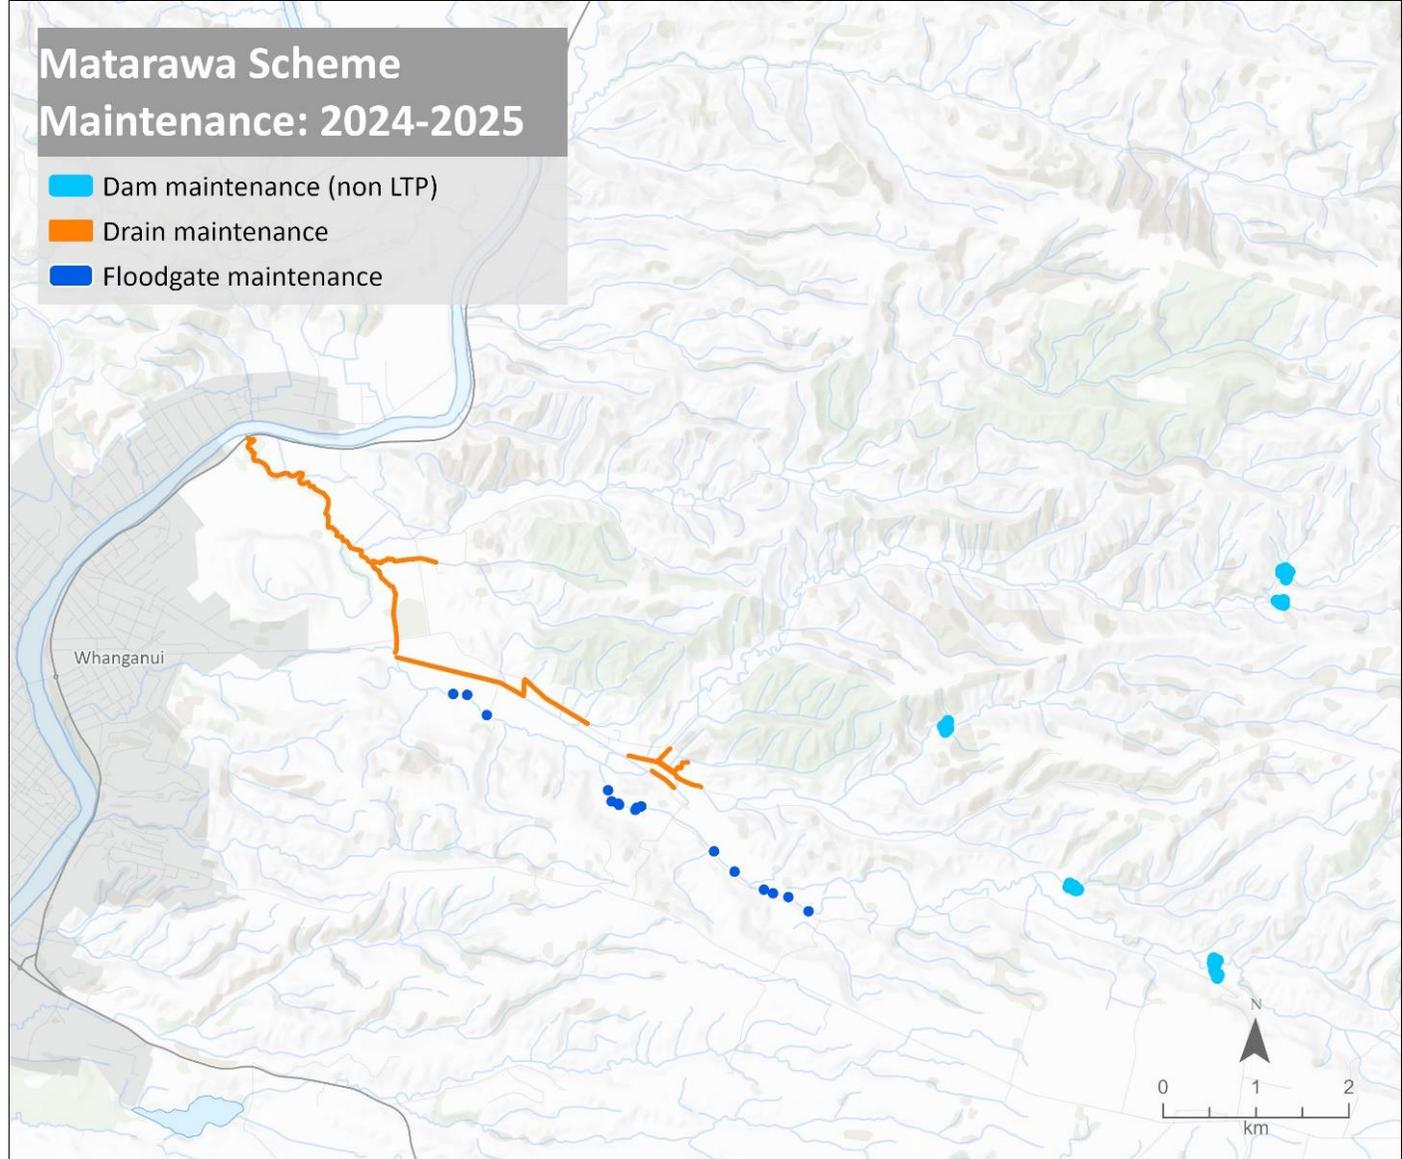 Matarawa Scheme
Maintenance: 2024-2025
Dam maintenance (non LTP)
Drain maintenance
Floodgate maintenance
Whanganui
N
0 1 2
km